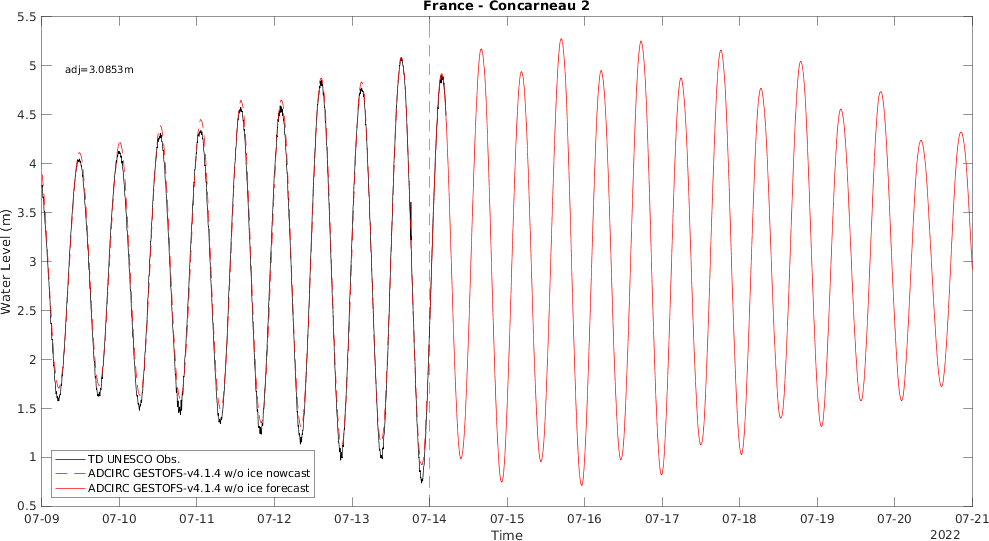 France - Concarneau 2
adj=3.0853m
Water Level (m)
5.5
5
4.5
4
3.5
3
2.5
2
1.5
1
0.5
TD UNESCO Obs.
ADCIRC GESTOFS-v4.1.4 w/o ice nowcast
ADCIRC GESTOFS-v4.1.4 w/o ice forecast
07-09 07-10 07-11 07-12 07-13 07-14 07-15 07-16 07-17 07-18 07-19 07-20 07-21
Time
2022